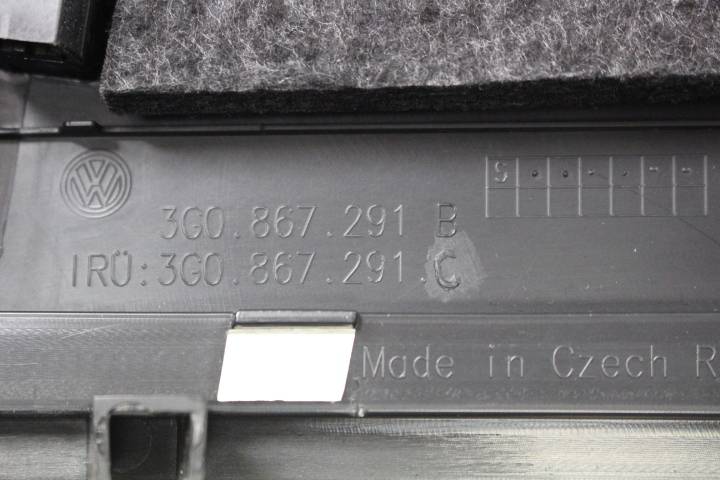 S
3G0.867.291 B
IRÜ:3G0.867.291.C
Made in Czech R